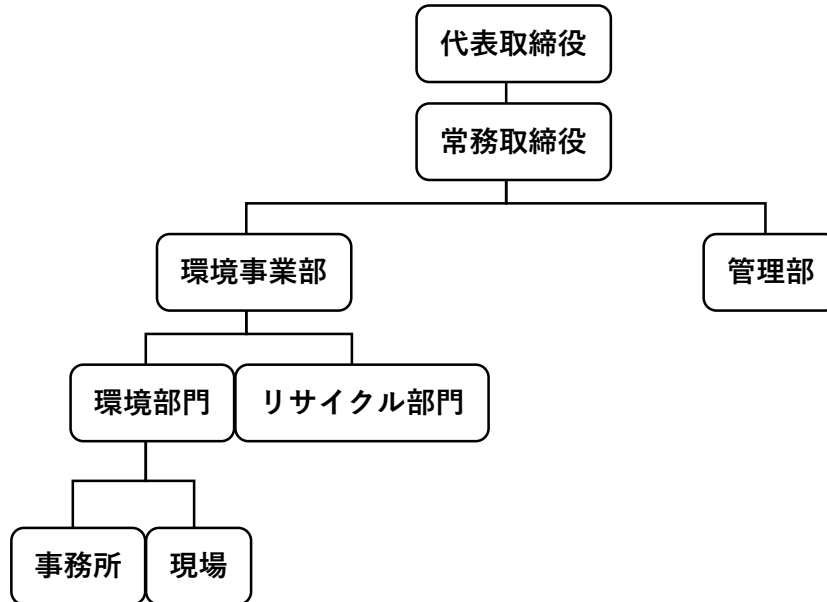 代表取締役
常務取締役
環境事業部
管理部
環境部門
リサイクル部門
事務所
現場